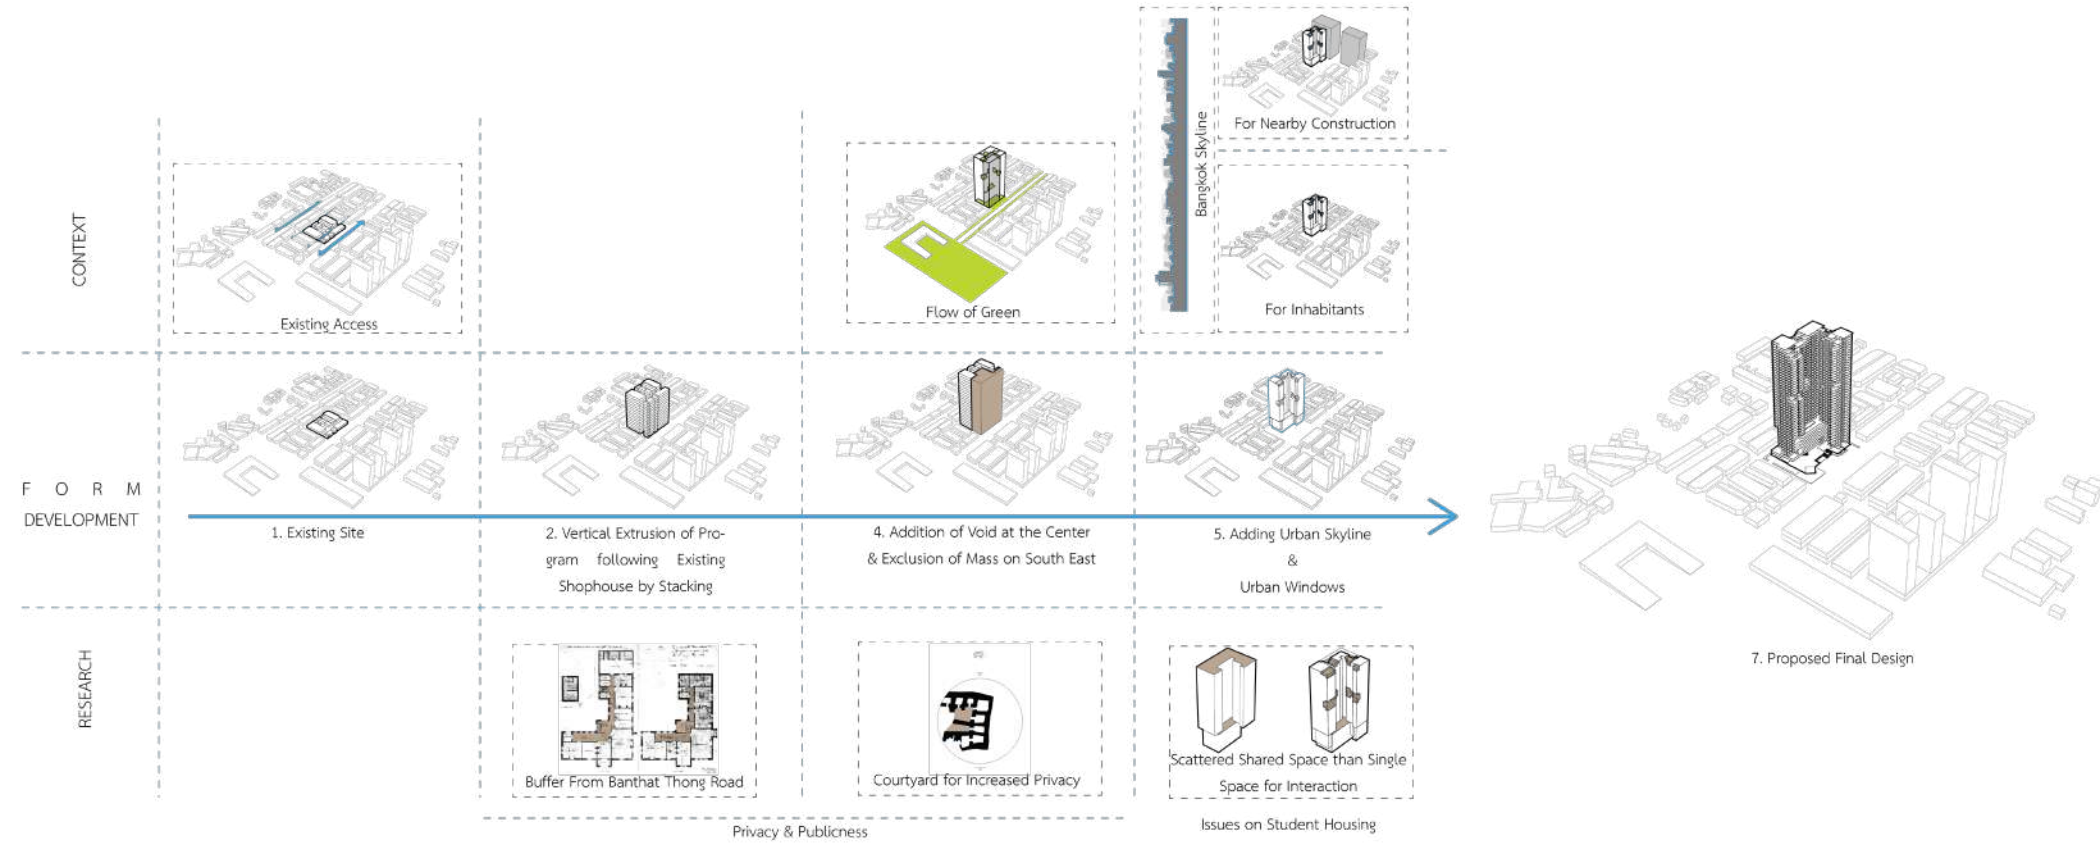 CONTEXT
Existing Access
Flow of Green
Bangkok Skyline
For Nearby Construction
For Inhabitants
F O R M
DEVELOPMENT
1. Existing Site
2. Vertical Extrusion of Pro-
gram following Existing
Shophouse by Stacking
4. Addition of Void at the Center
& Exclusion of Mass on South East
5. Adding Urban Skyline
&
Urban Windows
7. Proposed Final Design
RESEARCH
Buffer From Banthat Thong Road
Courtyard for Increased Privacy
Scattered Shared Space than Single
Space for Interaction
Privacy & Publicness
Issues on Student Housing